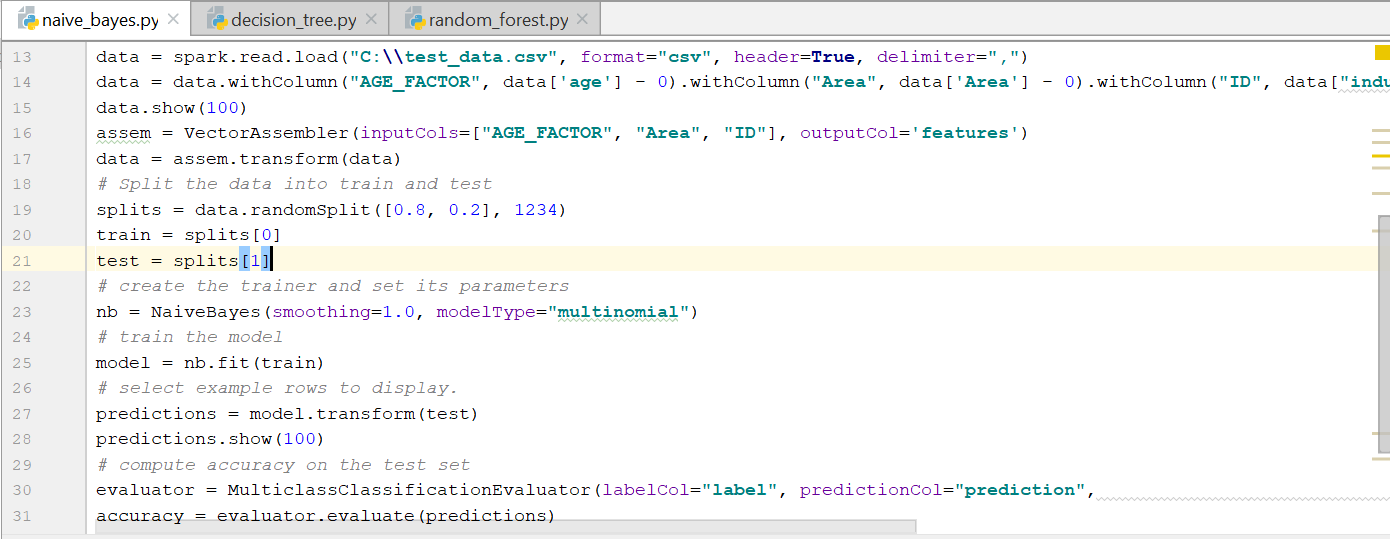 naive_bayes.py decision_tree.py random_forest.py
13 data = spark.read.load("C:\\test_data.csv", format="csv", header=True, delimiter=",")
14 data = data.withColumn("AGE_FACTOR", data['age'] - 0).withColumn("Area", data['Area'] - 0).withColumn("ID", data["indu
15 data.show(100)
16 assem = VectorAssembler(inputCols=["AGE_FACTOR", "Area", "ID"], outputCol='features')
17 data = assem.transform(data)
18 # Split the data into train and test
19 splits = data.randomSplit([0.8, 0.2], 1234)
20 train = splits[0]
21 test = splits[1]
22 # create the trainer and set its parameters
23 nb = NaiveBayes(smoothing=1.0, modelType="multinomial")
24 # train the model
25 model = nb.fit(train)
26 # select example rows to display.
27 predictions = model.transform(test)
28 predictions.show(100)
29 # compute accuracy on the test set
30 evaluator = MulticlassClassificationEvaluator(labelCol="label", predictionCol="prediction",
31 accuracy = evaluator.evaluate(predictions)